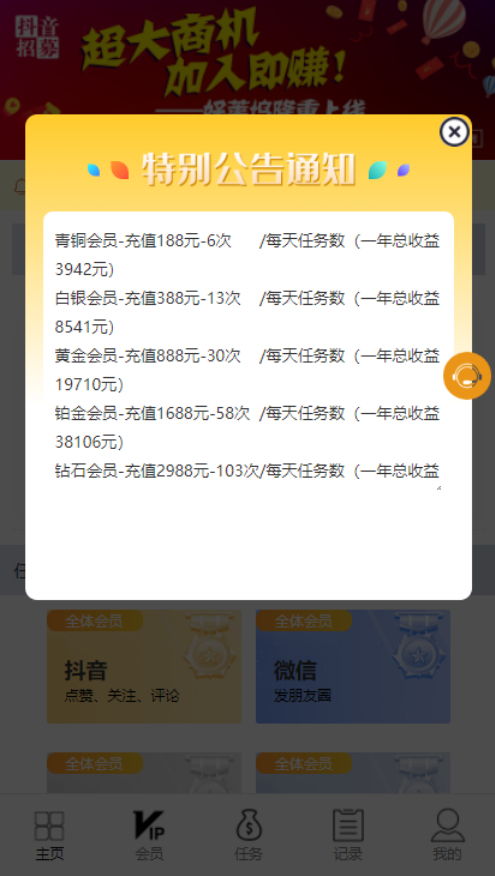 抖音
招募
超大商机
加入即赚!
特别公告通知
青铜会员-充值188元-6次 /每天任务数（一年总收益
3942元）
白银会员-充值388元-13次 /每天任务数（一年总收益
8541元）
黄金会员-充值888元-30次 /每天任务数（一年总收益
19710元）
铂金会员-充值1688元-58次 /每天任务数（一年总收益
38106元）
钻石会员-充值2988元-103次/每天任务数（一年总收益
全体会员
全体会员
抖音
微信
点赞、关注、评论
发朋友圈
全体会员
全体会员
VIP
主页
会员
任务
记录
我的